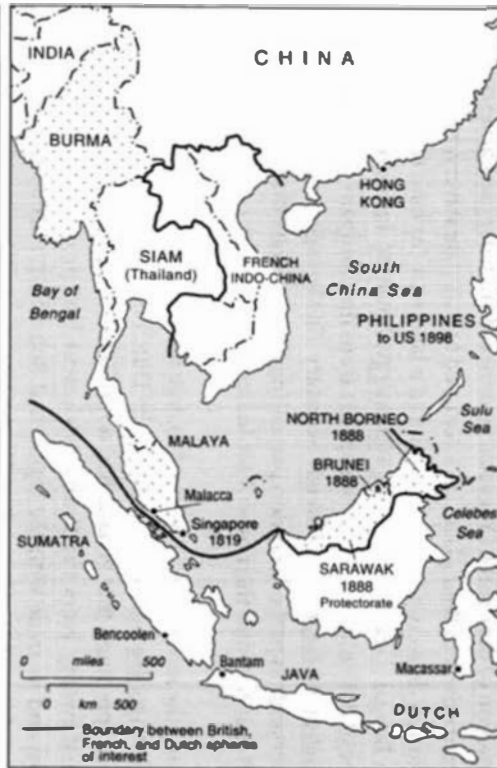 CHINA
INDIA
BURMA
HONG
KONG
SIAM
(Thailand)
FRENCH
INDO-CHINA
South
China Sea
Bay of
Bengal
PHILIPPINES
to US 1898
NORTH BORNEO
1888
Sulu
Sea
MALAYA
BRUNEI
1888
Malacca
Singapore
1819
Celebes
Sea
SUMATRA
SARAWAK
1888
Protectorate
Bencoolen
0 miles 500
Bantam
JAVA
Macassar
0 km 500
DUTCH
Boundary between British,
French, and Dutch spheres
of interest